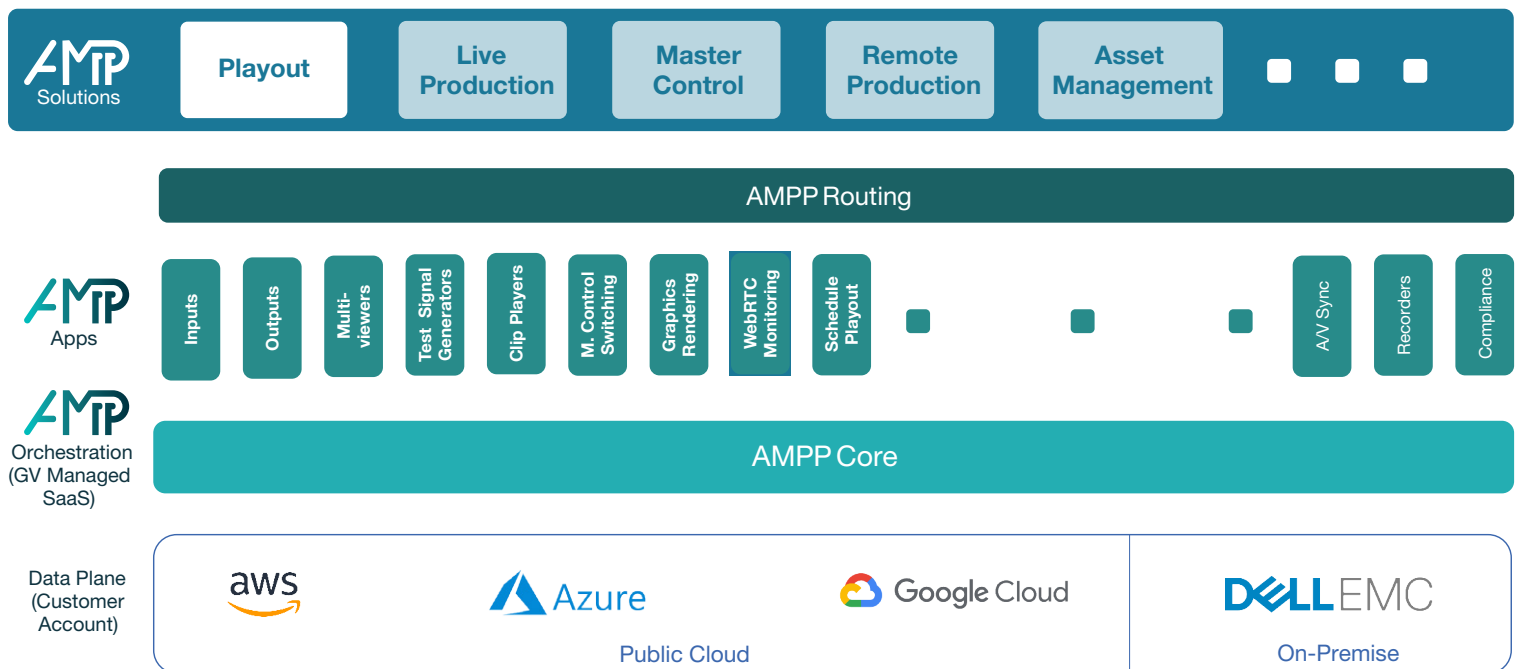 AMPP
Solutions
Playout
Live
Production
Master
Control
Remote
Production
Asset
Management
AMPP Routing
AMPP
Apps
Inputs
Outputs
Multi-
viewers
Test Signal
Generators
Clip Players
M. Control
Switching
Graphics
Rendering
WebRTC
Monitoring
Schedule
Playout
A/V Sync
Recorders
Compliance
AMPP
Orchestration
(GV Managed
SaaS)
AMPP Core
Data Plane
(Customer
Account)
aws
Azure
Google Cloud
DELL EMC
Public Cloud
On-Premise